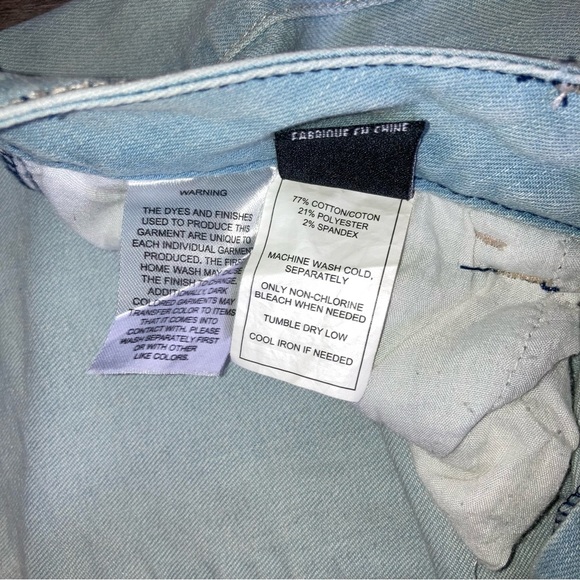 FABRIQUE EN CHINE
WARNING
THE DYES AND FINISHES
USED TO PRODUCE THIS
GARMENT ARE UNIQUE TO
EACH INDIVIDUAL GARMENT
PRODUCED. THE FIRST
HOME WASH MAY CAUSE
THE FINISH TO CHANGE.
ADDITIONALLY, DARK
COLORED GARMENTS MAY
TRANSFER COLOR TO ITEMS
THAT IT COMES INTO
CONTACT WITH. PLEASE
WASH SEPARATELY FIRST
OR WITH OTHER
LIKE COLORS.
77% COTTON/COTON
21% POLYESTER
2% SPANDEX
MACHINE WASH COLD,
SEPARATELY
ONLY NON-CHLORINE
BLEACH WHEN NEEDED
TUMBLE DRY LOW
COOL IRON IF NEEDED